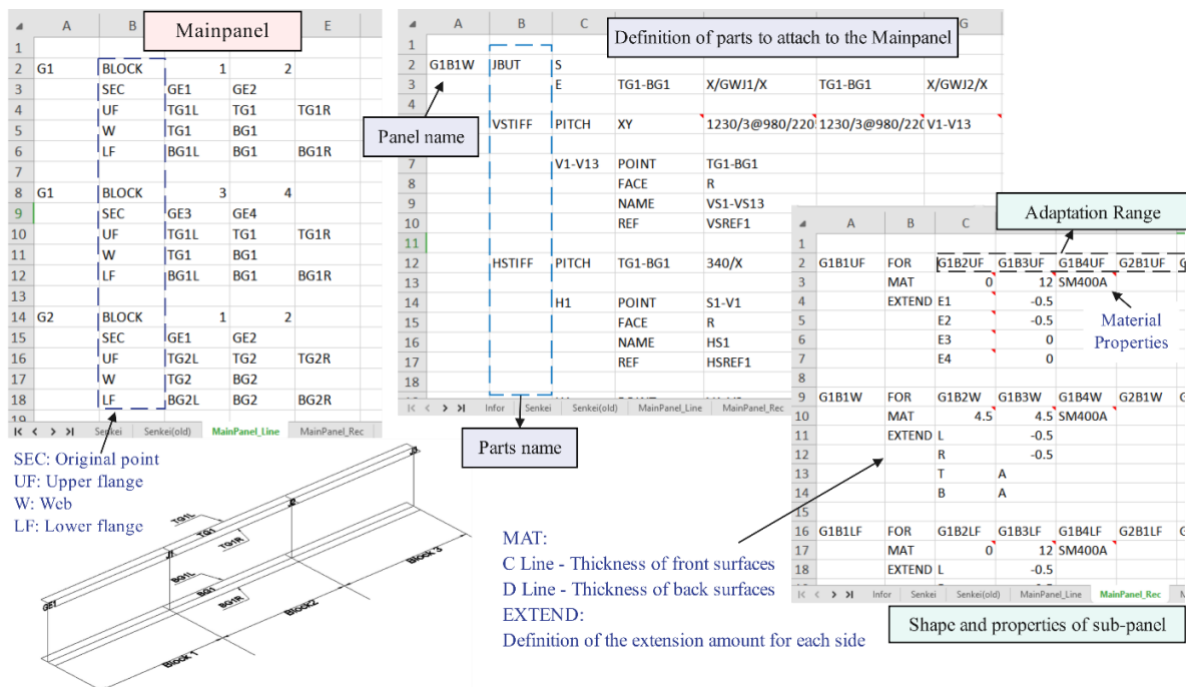 Mainpanel
A B E
1
2 G1 BLOCK 1 2
3 SEC GE1 GE2
4 UF TG1L TG1 TG1R
5 W TG1 BG1
6 LF BG1L BG1 BG1R
7
8 G1 BLOCK 3 4
9 SEC GE3 GE4
10 UF TG1L TG1 TG1R
11 W TG1 BG1
12 LF BG1L BG1 BG1R
13
14 G2 BLOCK 1 2
15 SEC GE1 GE2
16 UF TG2L TG2 TG2R
17 W TG2 BG2
18 LF BG2L BG2 BG2R
19
Senkei Senkei(old) MainPanel_Line MainPanel_Rec
SEC: Original point
UF: Upper flange
W: Web
LF: Lower flange
TG1L
TG1
TG1R
J1
J2
J3
GE1
BG1L
BG1
BG1R
Block 1
Block2
Block 3
Definition of parts to attach to the Mainpanel
A B C G
1
2 G1B1W JBUT S
3 E TG1-BG1 X/GWJ1/X TG1-BG1 X/GWJ2/X
4
VSTIFF PITCH XY 1230/3@980/220 1230/3@980/220 V1-V13
Panel name
7 V1-V13 POINT TG1-BG1
8 FACE R
9 NAME VS1-VS13
10 REF VSREF1
11
12 HSTIFF PITCH TG1-BG1 340/X
13
14 H1 POINT S1-V1
15 FACE R
16 NAME HS1
17 REF HSREF1
18
Infor Senkei Senkei(old) MainPanel_Line MainPanel_Rec
Parts name
Adaptation Range
A B C
1
2 G1B1UF FOR G1B2UF G1B3UF G1B4UF G2B1UF
3 MAT 0 12 SM400A
4 EXTEND E1 -0.5
5 E2 -0.5
6 E3 0
7 E4 0
8
9 G1B1W FOR G1B2W G1B3W G1B4W G2B1W
10 MAT 4.5 4.5 SM400A
11 EXTEND L -0.5
12 R -0.5
13 T A
14 B A
15
16 G1B1LF FOR G1B2LF G1B3LF G1B4LF G2B1LF
17 MAT 0 12 SM400A
18 EXTEND L -0.5
Infor Senkei Senkei(old) MainPanel_Line MainPanel_Rec
Material
Properties
MAT:
C Line - Thickness of front surfaces
D Line - Thickness of back surfaces
EXTEND:
Definition of the extension amount for each side
Shape and properties of sub-panel